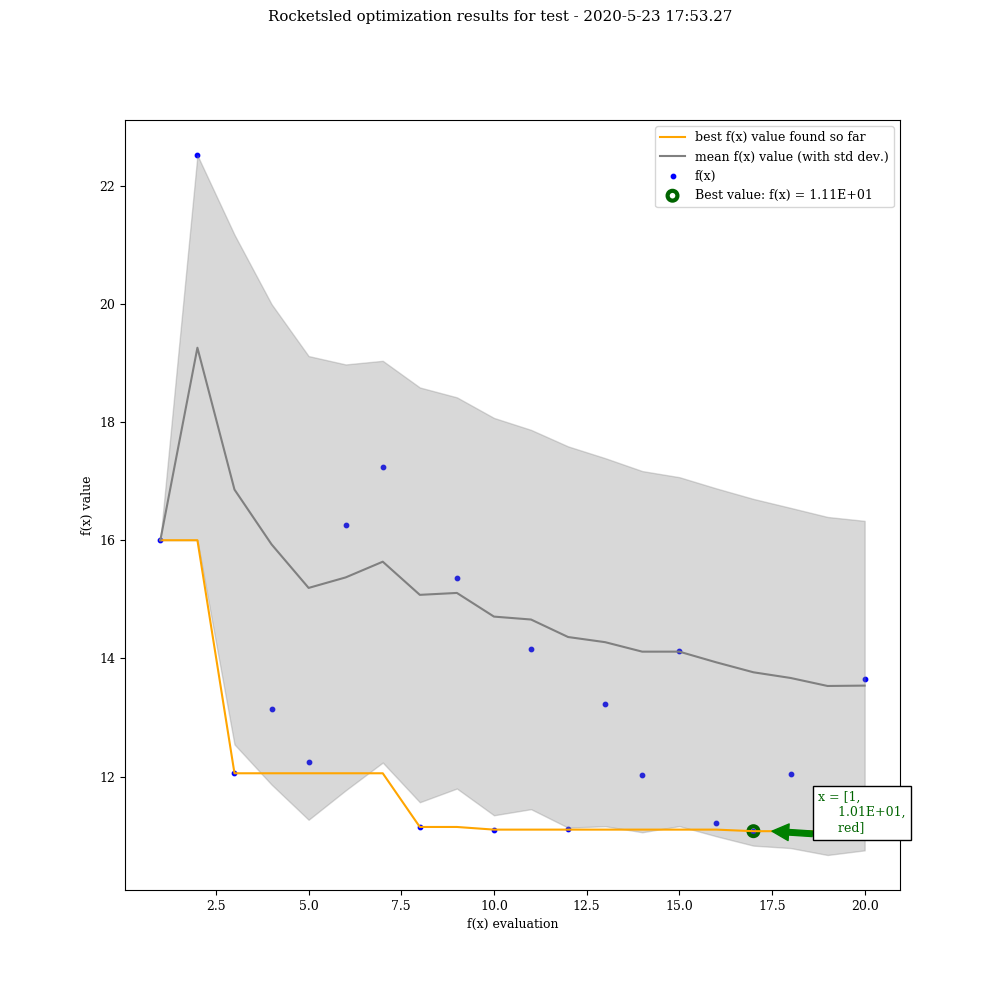 Rocketsled optimization results for test - 2020-5-23 17:53.27
best f(x) value found so far
mean f(x) value (with std dev.)
f(x)
Best value: f(x) = 1.11E+01
22
20
18
16
14
12
f(x) value
x = [1,
1.01E+01,
red]
2.5
5.0
7.5
10.0
12.5
15.0
17.5
20.0
f(x) evaluation